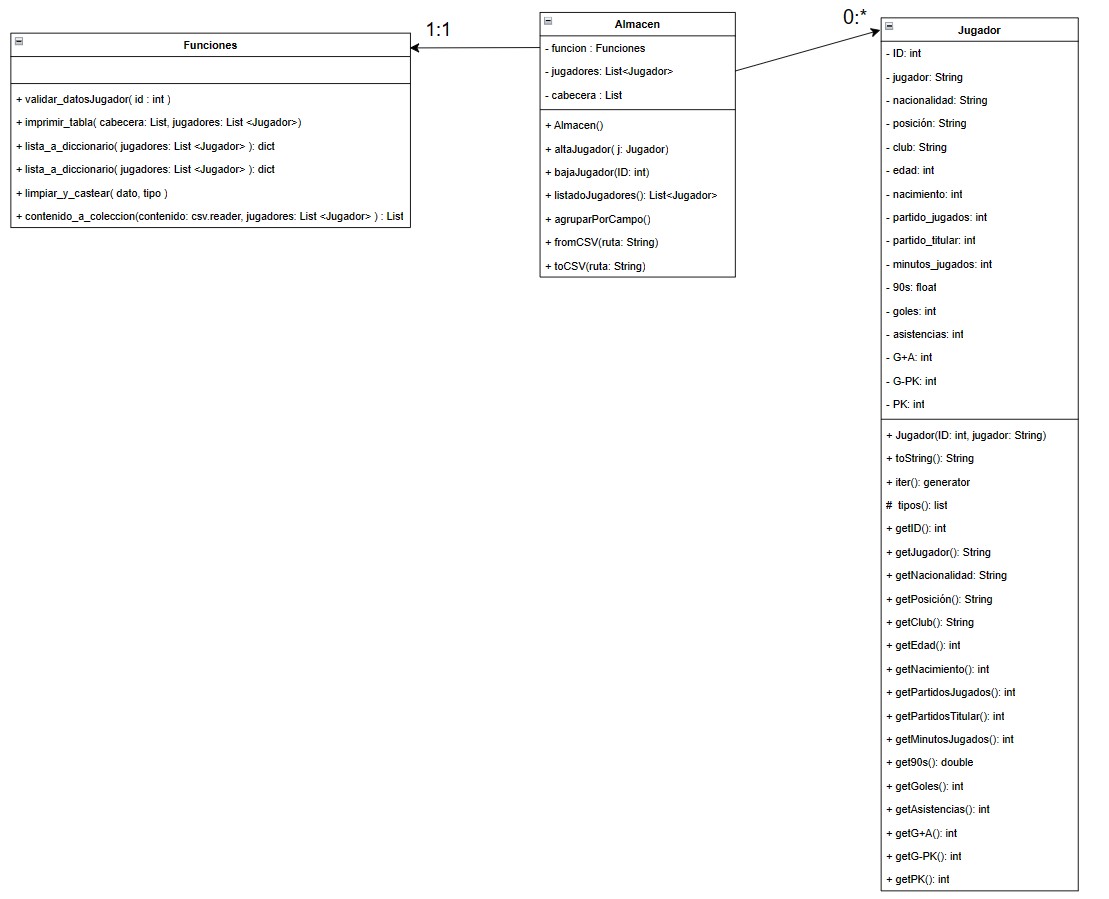 Funciones
+ validar_datosJugador( id : int )
+ imprimir_tabla( cabecera: List, jugadores: List <Jugador>)
+ lista_a_diccionario( jugadores: List <Jugador> ): dict
+ lista_a_diccionario( jugadores: List <Jugador> ): dict
+ limpiar_y_castear( dato, tipo )
+ contenido_a_coleccion(contenido: csv.reader, jugadores: List <Jugador> ) : List
1:1
Almacen
- funcion : Funciones
- jugadores: List<Jugador>
- cabecera : List
+ Almacen()
+ altaJugador( j: Jugador)
+ bajaJugador(ID: int)
+ listadoJugadores(): List<Jugador>
+ agruparPorCampo()
+ fromCSV(ruta: String)
+ toCSV(ruta: String)
0:*
Jugador
- ID: int
- jugador: String
- nacionalidad: String
- posición: String
- club: String
- edad: int
- nacimiento: int
- partido_jugados: int
- partido_titular: int
- minutos_jugados: int
- 90s: float
- goles: int
- asistencias: int
- G+A: int
- G-PK: int
- PK: int
+ Jugador(ID: int, jugador: String)
+ toString(): String
+ iter(): generator
# tipos(): list
+ getID(): int
+ getJugador(): String
+ getNacionalidad: String
+ getPosición(): String
+ getClub(): String
+ getEdad(): int
+ getNacimiento(): int
+ getPartidosJugados(): int
+ getPartidosTitular(): int
+ getMinutosJugados(): int
+ get90s(): double
+ getGoles(): int
+ getAsistencias(): int
+ getG+A(): int
+ getG-PK(): int
+ getPK(): int